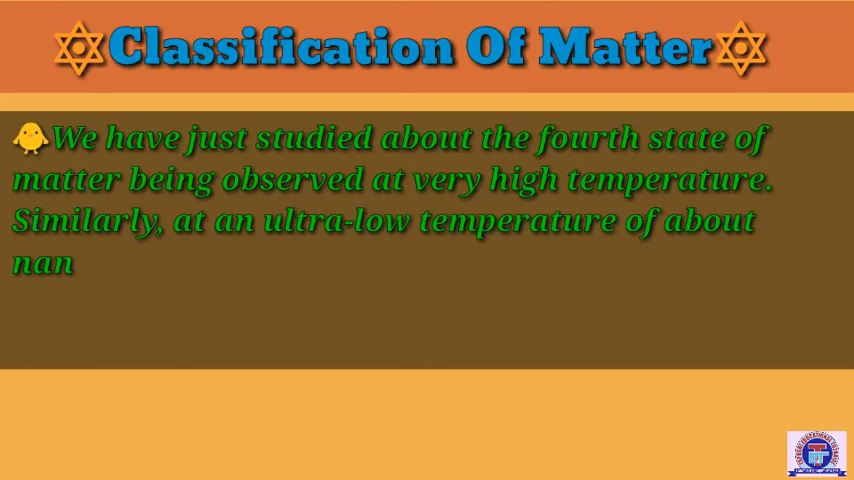 Classification Of Matter
We have just studied about the fourth state of
matter being observed at very high temperature.
Similarly, at an ultra-low temperature of about
nan